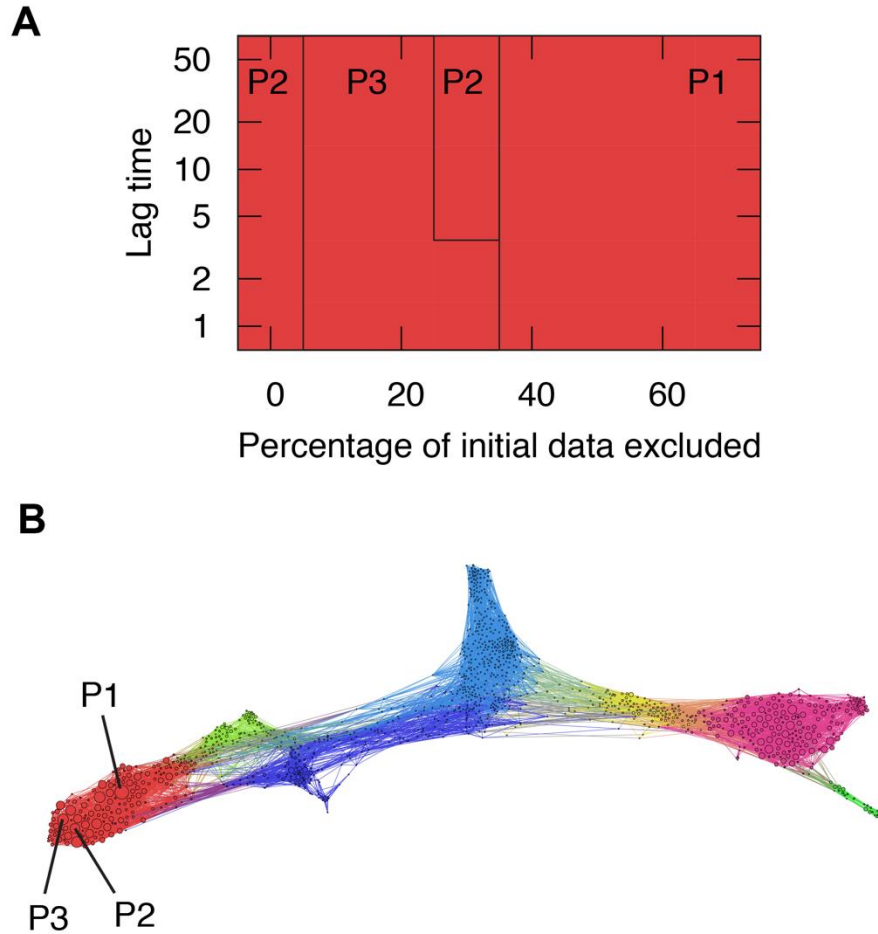 A
50
20
10
5
2
1
Lag time
P2 P3 P2 P1
0 20 40 60
Percentage of initial data excluded
B
P1
P3 P2